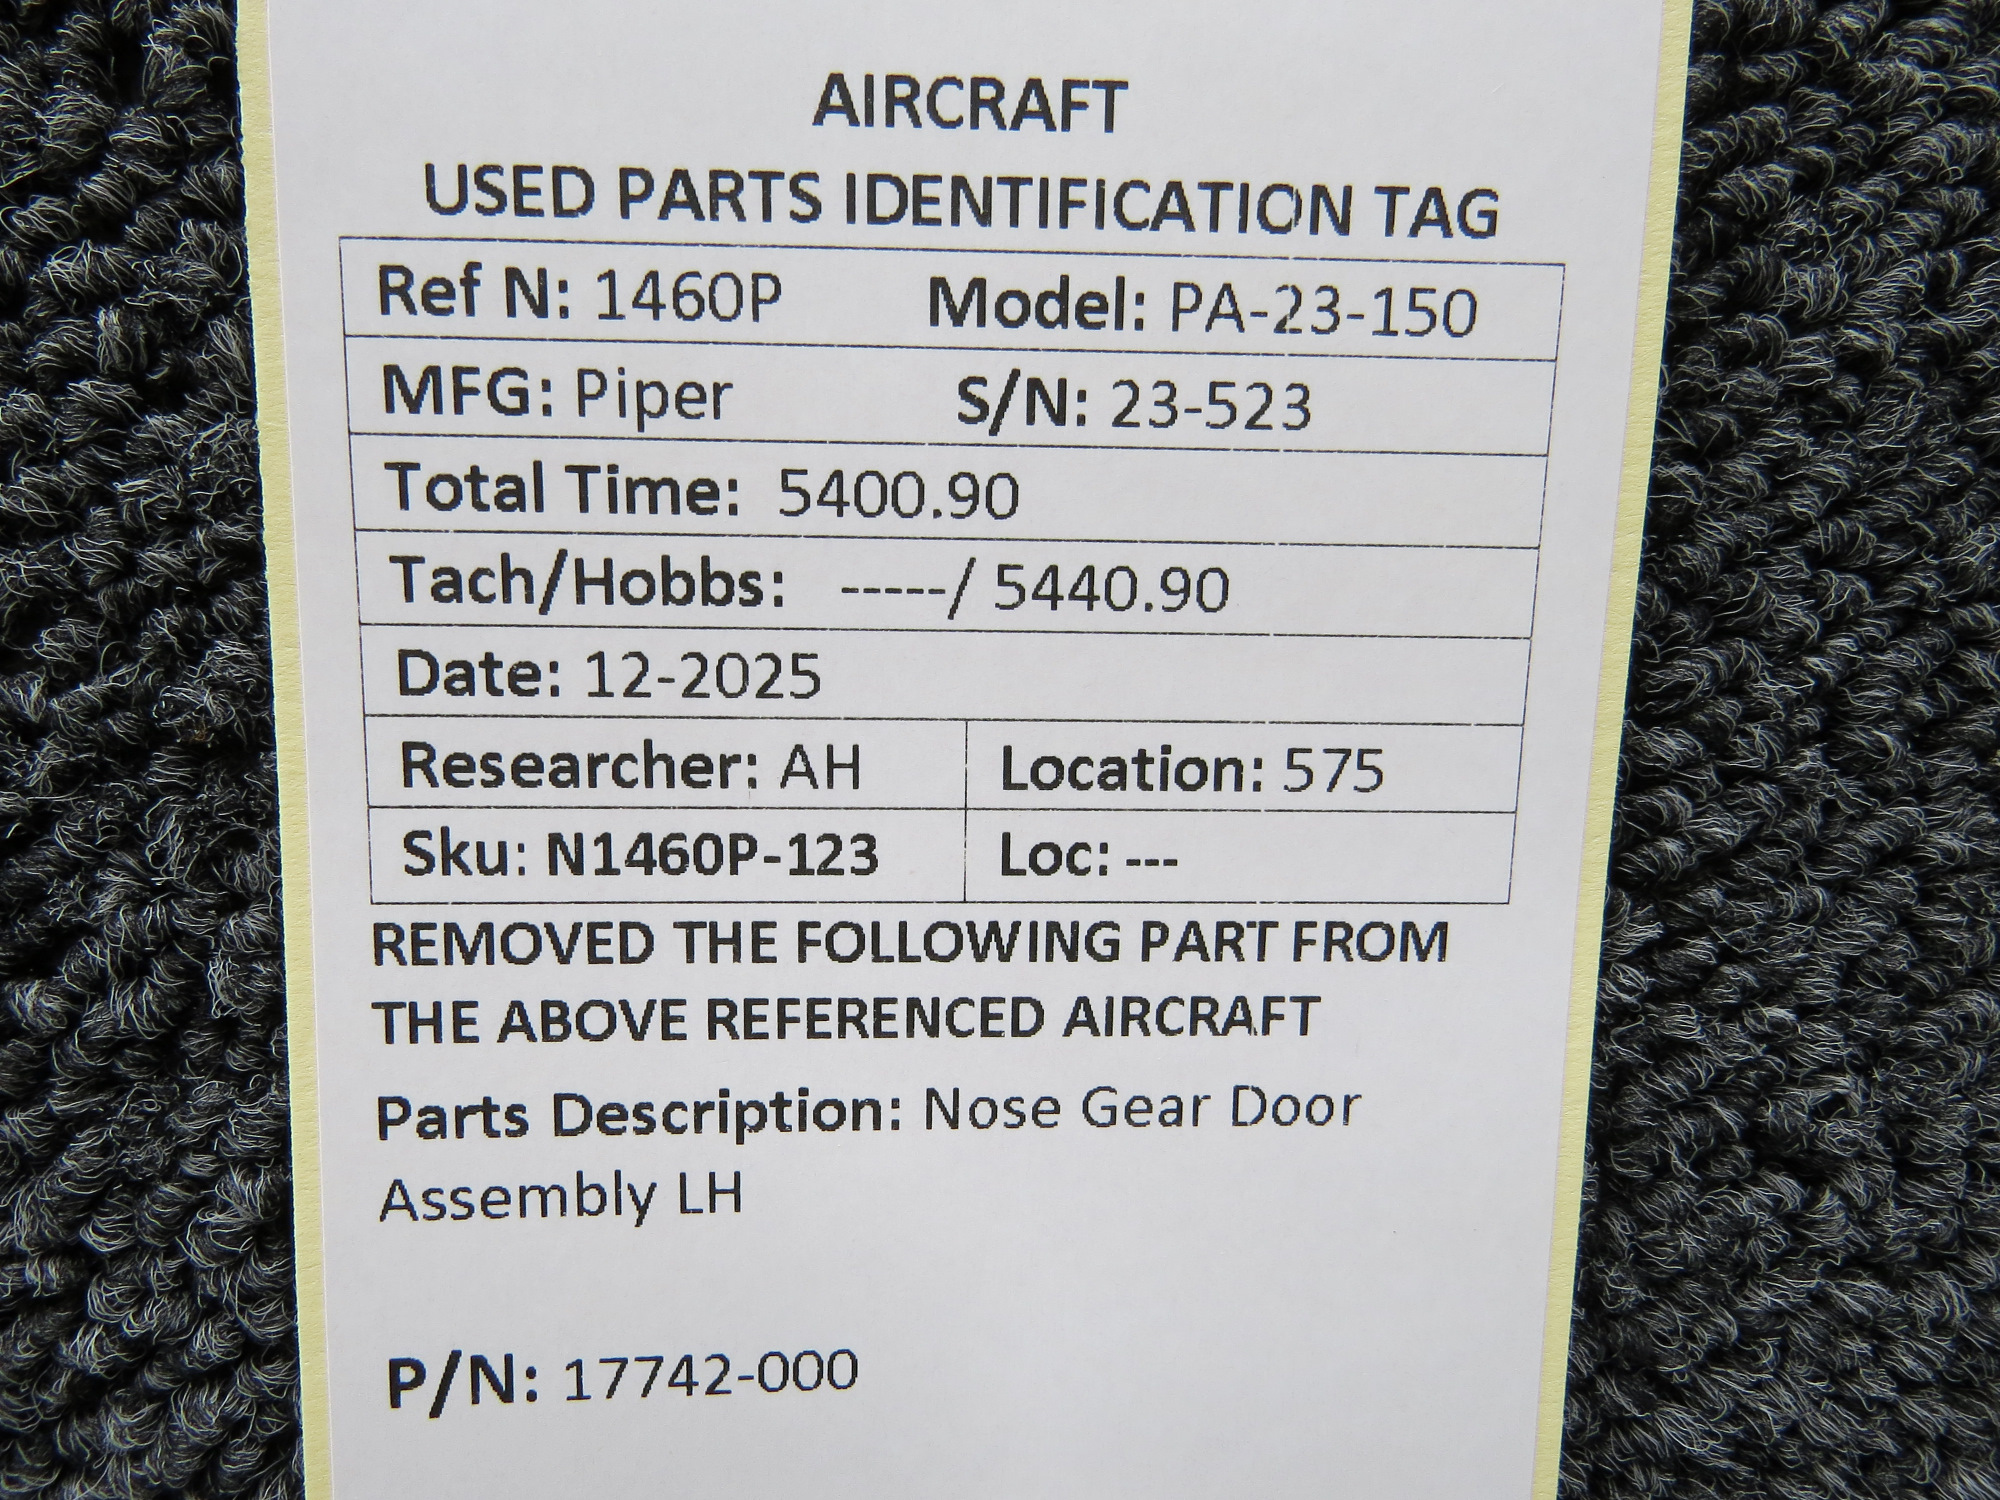 AIRCRAFT
USED PARTS IDENTIFICATION TAG
Ref N: 1460P Model: PA-23-150
MFG: Piper S/N: 23-523
Total Time: 5400.90
Tach/Hobbs: -----/ 5440.90
Date: 12-2025
Researcher: AH Location: 575
Sku: N1460P-123 Loc: ---
REMOVED THE FOLLOWING PART FROM
THE ABOVE REFERENCED AIRCRAFT
Parts Description: Nose Gear Door
Assembly LH
P/N: 17742-000